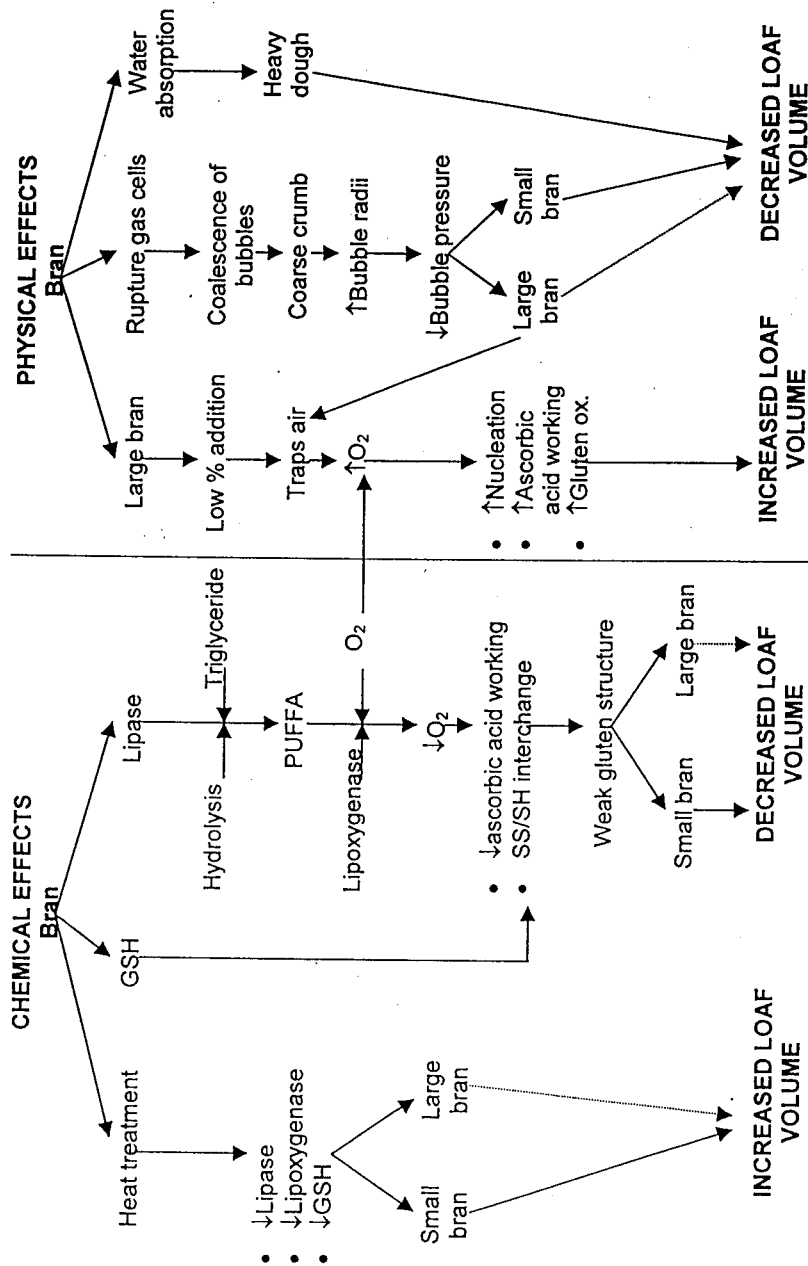 CHEMICAL EFFECTS
Bran
Heat treatment
↓Lipase
↓Lipoxygenase
↓GSH
Small
bran
Large
bran
INCREASED LOAF
VOLUME
GSH
Lipase
Hydrolysis
Triglyceride
PUFFA
Lipoxygenase
O₂
↓O₂
• ↓ascorbic acid working
• SS/SH interchange
Weak gluten structure
Small bran
Large bran
DECREASED LOAF
VOLUME
PHYSICAL EFFECTS
Bran
Large bran
Low % addition
Traps air
↑O₂
• ↑Nucleation
• ↑Ascorbic
acid working
• ↑Gluten ox.
INCREASED LOAF
VOLUME
Rupture gas cells
Coalescence of
bubbles
Coarse crumb
↑Bubble radii
↓Bubble pressure
Large
bran
Small
bran
Water
absorption
Heavy
dough
DECREASED LOAF
VOLUME